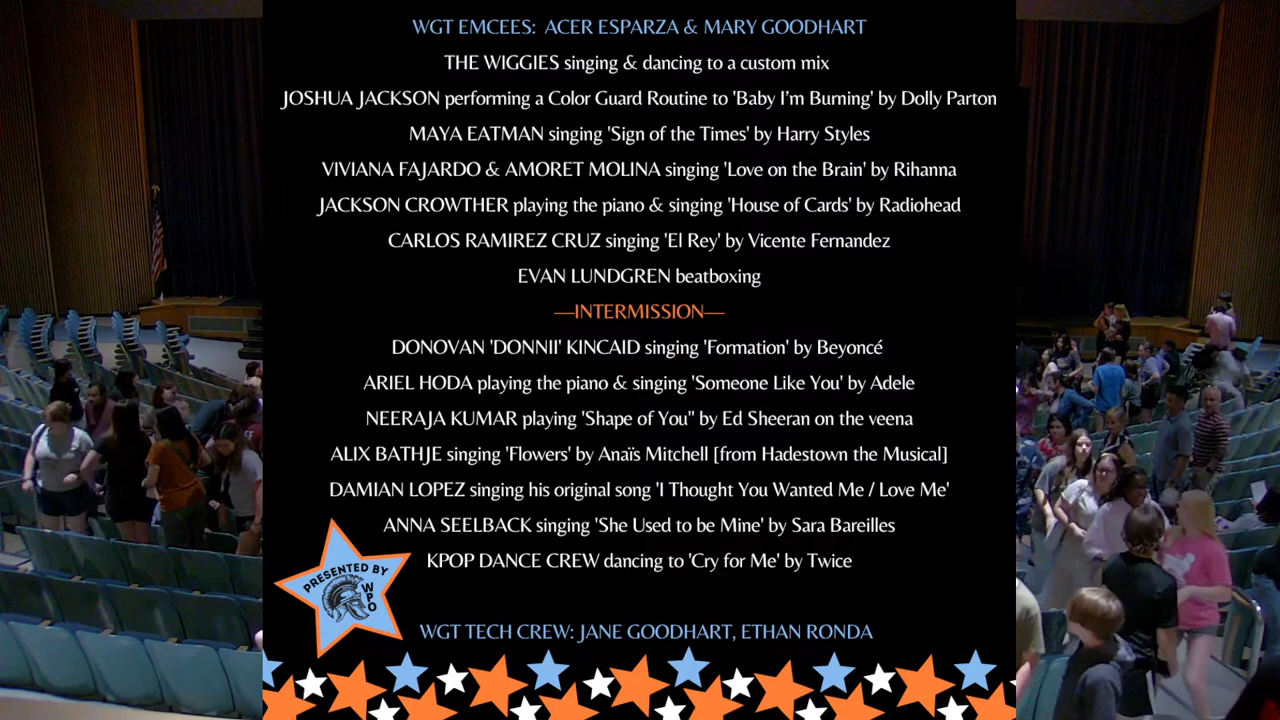 WGT EMCEES: ACER ESPARZA & MARY GOODHART
THE WIGGIES singing & dancing to a custom mix
JOSHUA JACKSON performing a Color Guard Routine to 'Baby I’m Burning' by Dolly Parton
MAYA EATMAN singing 'Sign of the Times' by Harry Styles
VIVIANA FAJARDO & AMORET MOLINA singing 'Love on the Brain' by Rihanna
JACKSON CROWTHER playing the piano & singing 'House of Cards' by Radiohead
CARLOS RAMIREZ CRUZ singing 'El Rey' by Vicente Fernandez
EVAN LUNDGREN beatboxing
—INTERMISSION—
DONOVAN 'DONNII' KINCAID singing 'Formation' by Beyoncé
ARIEL HODA playing the piano & singing 'Someone Like You' by Adele
NEERAJA KUMAR playing 'Shape of You" by Ed Sheeran on the veena
ALIX BATHJE singing 'Flowers' by Anaïs Mitchell [from Hadestown the Musical]
DAMIAN LOPEZ singing his original song 'I Thought You Wanted Me / Love Me'
ANNA SEELBACK singing 'She Used to be Mine' by Sara Bareilles
KPOP DANCE CREW dancing to 'Cry for Me' by Twice
PRESENTED BY
WPO
WGT TECH CREW: JANE GOODHART, ETHAN RONDA